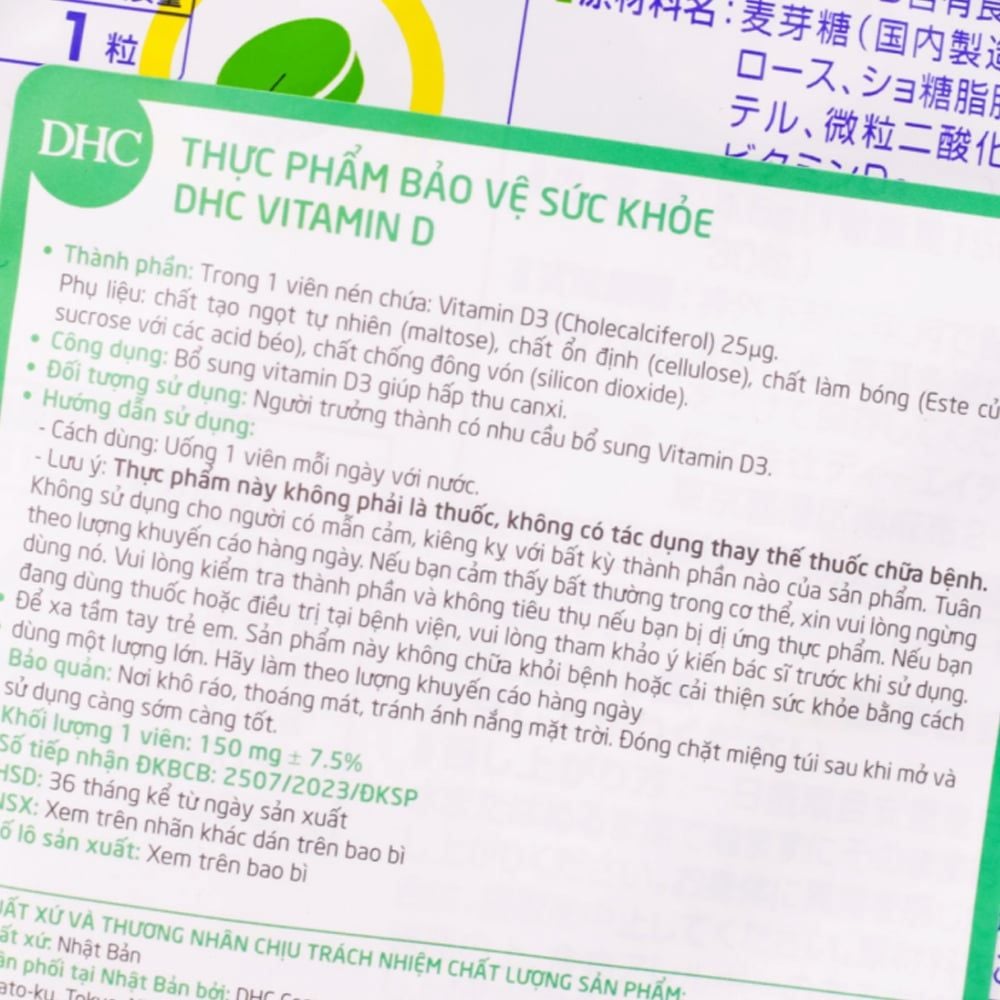 1 粒
原材料名：麦芽糖（国内製造
ロース、ショ糖脂肪
テル、微粒二酸化
DHC
THỰC PHẨM BẢO VỆ SỨC KHỎE
DHC VITAMIN D
• Thành phần: Trong 1 viên nén chứa: Vitamin D3 (Cholecalciferol) 25µg.
Phụ liệu: chất tạo ngọt tự nhiên (maltose), chất ổn định (cellulose), chất làm bóng (Este củ
sucrose với các acid béo), chất chống đông vón (silicon dioxide).
• Công dụng: Bổ sung vitamin D3 giúp hấp thu canxi.
• Đối tượng sử dụng: Người trưởng thành có nhu cầu bổ sung Vitamin D3.
• Hướng dẫn sử dụng:
- Cách dùng: Uống 1 viên mỗi ngày với nước.
- Lưu ý: Thực phẩm này không phải là thuốc, không có tác dụng thay thế thuốc chữa bệnh.
Không sử dụng cho người có mẫn cảm, kiêng kỵ với bất kỳ thành phần nào của sản phẩm. Tuân
theo lượng khuyến cáo hàng ngày. Nếu bạn cảm thấy bất thường trong cơ thể, xin vui lòng ngừng
dùng nó. Vui lòng kiểm tra thành phần và không tiêu thụ nếu bạn bị dị ứng thực phẩm. Nếu bạn
đang dùng thuốc hoặc điều trị tại bệnh viện, vui lòng tham khảo ý kiến bác sĩ trước khi sử dụng.
Để xa tầm tay trẻ em. Sản phẩm này không chữa khỏi bệnh hoặc cải thiện sức khỏe bằng cách
dùng một lượng lớn. Hãy làm theo lượng khuyến cáo hàng ngày
Bảo quản: Nơi khô ráo, thoáng mát, tránh ánh nắng mặt trời. Đóng chặt miệng túi sau khi mở và
sử dụng càng sớm càng tốt.
Khối lượng 1 viên: 150 mg ± 7.5%
Số tiếp nhận ĐKBCB: 2507/2023/ĐKSP
HSD: 36 tháng kể từ ngày sản xuất
NSX: Xem trên nhãn khác dán trên bao bì
ố lô sản xuất: Xem trên bao bì
ẤT XỨ VÀ THƯƠNG NHÂN CHỊU TRÁCH NHIỆM CHẤT LƯỢNG SẢN PHẨM:
ất xứ: Nhật Bản
ân phối tại Nhật Bản bởi: DHC
ato-ku,